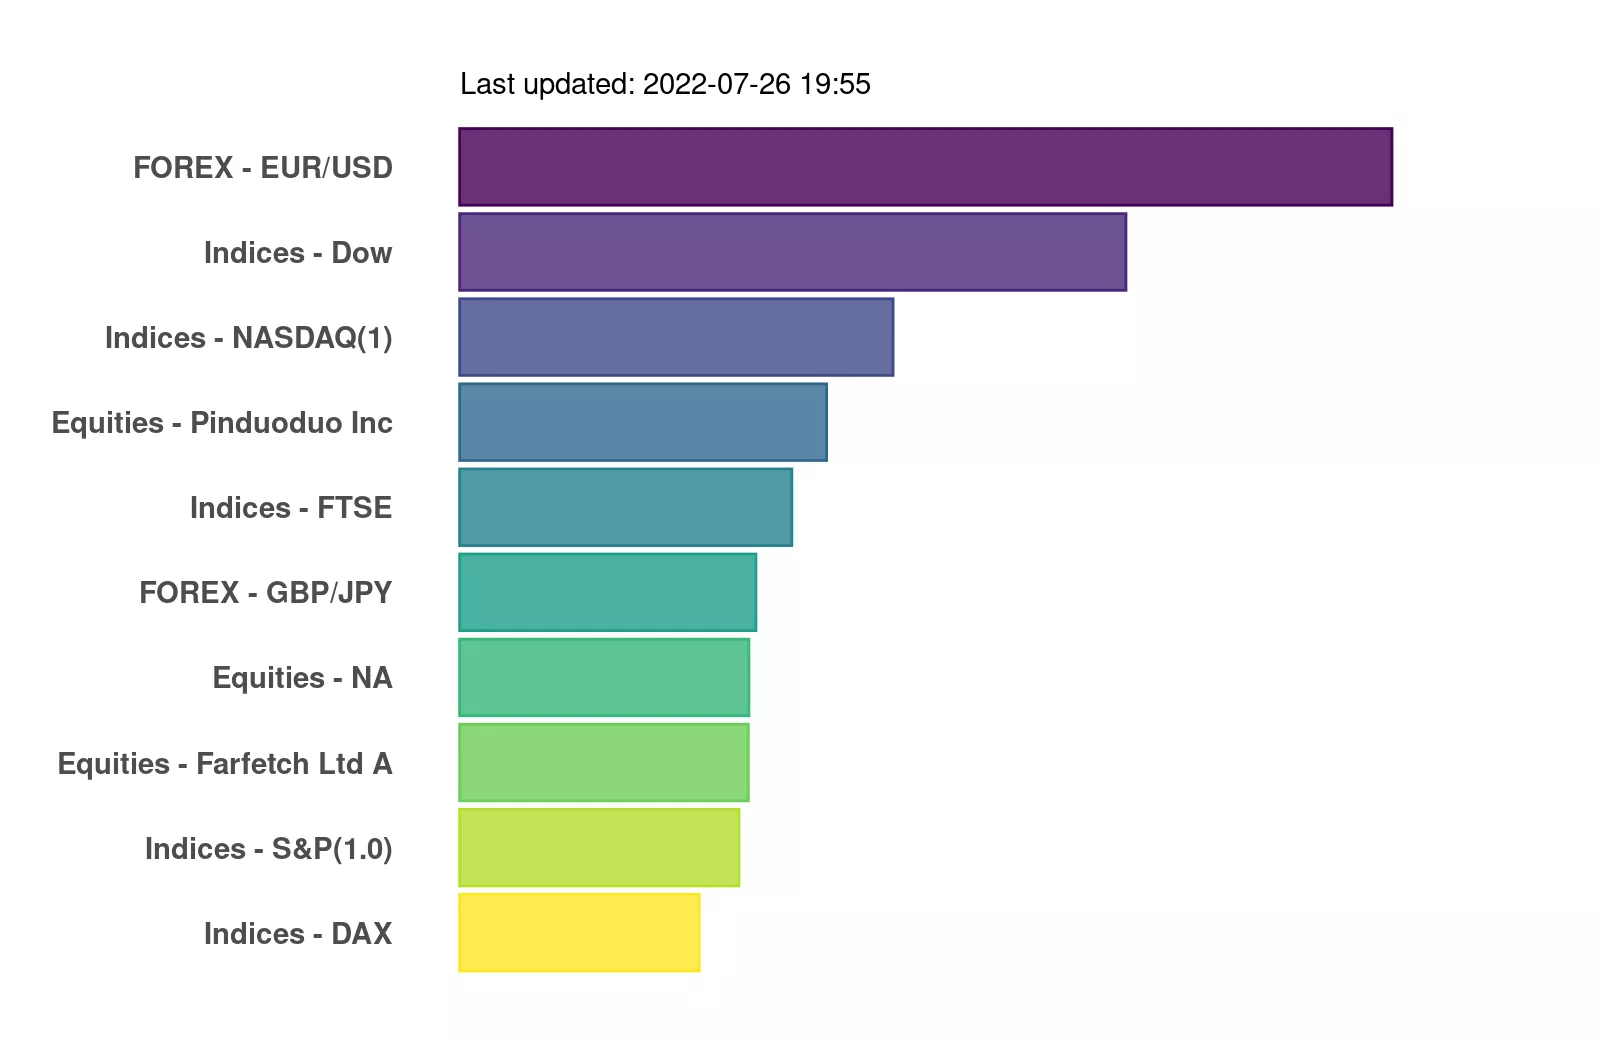 Last updated: 2022-07-26 19:55
FOREX - EUR/USD
Indices - Dow
Indices - NASDAQ(1)
Equities - Pinduoduo Inc
Indices - FTSE
FOREX - GBP/JPY
Equities - NA
Equities - Farfetch Ltd A
Indices - S&P(1.0)
Indices - DAX